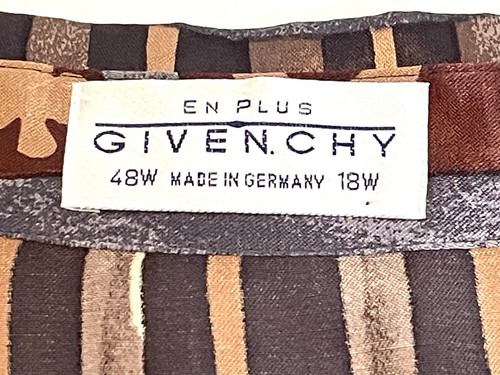 EN PLUS
GIVENCHY
48W MADE IN GERMANY 18W